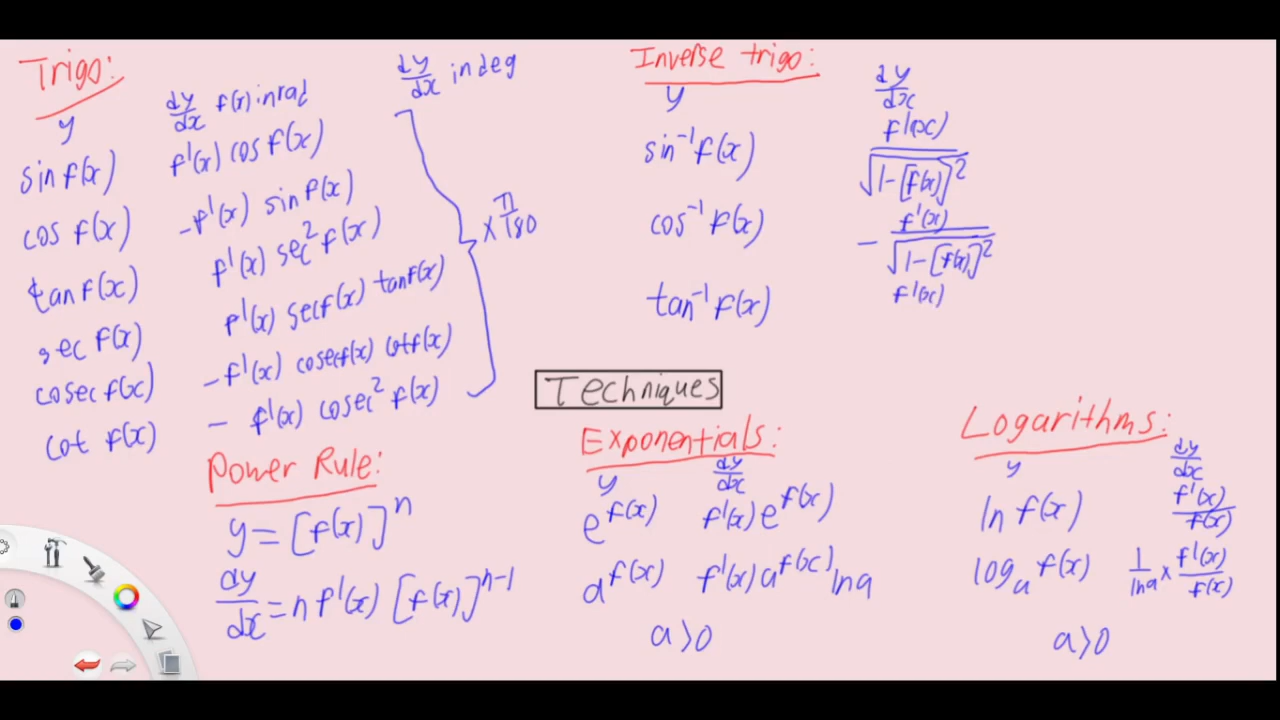 Trigo:
y
dy/dx f(x) in rad
dy/dx in deg
sin f(x) f'(x) cos f(x)
cos f(x) -f'(x) sin f(x)
tan f(x) f'(x) sec² f(x)
sec f(x) f'(x) sec f(x) tan f(x)
cosec f(x) -f'(x) cosec f(x) cot f(x)
cot f(x) - f'(x) cosec² f(x)
× π/180
Inverse trigo:
y dy/dx
sin⁻¹ f(x) f'(x)/√(1-[f(x)]²)
cos⁻¹ f(x) - f'(x)/√(1-[f(x)]²)
tan⁻¹ f(x) f'(x)
Techniques
Power Rule:
y = [f(x)]ⁿ
dy/dx = n f'(x) [f(x)]ⁿ⁻¹
Exponentials:
y dy/dx
e^f(x) f'(x) e^f(x)
a^f(x) f'(x) a^f(x) ln a
a>0
Logarithms:
y dy/dx
ln f(x) f'(x)/f(x)
logₐ f(x) 1/ln a × f'(x)/f(x)
a>0